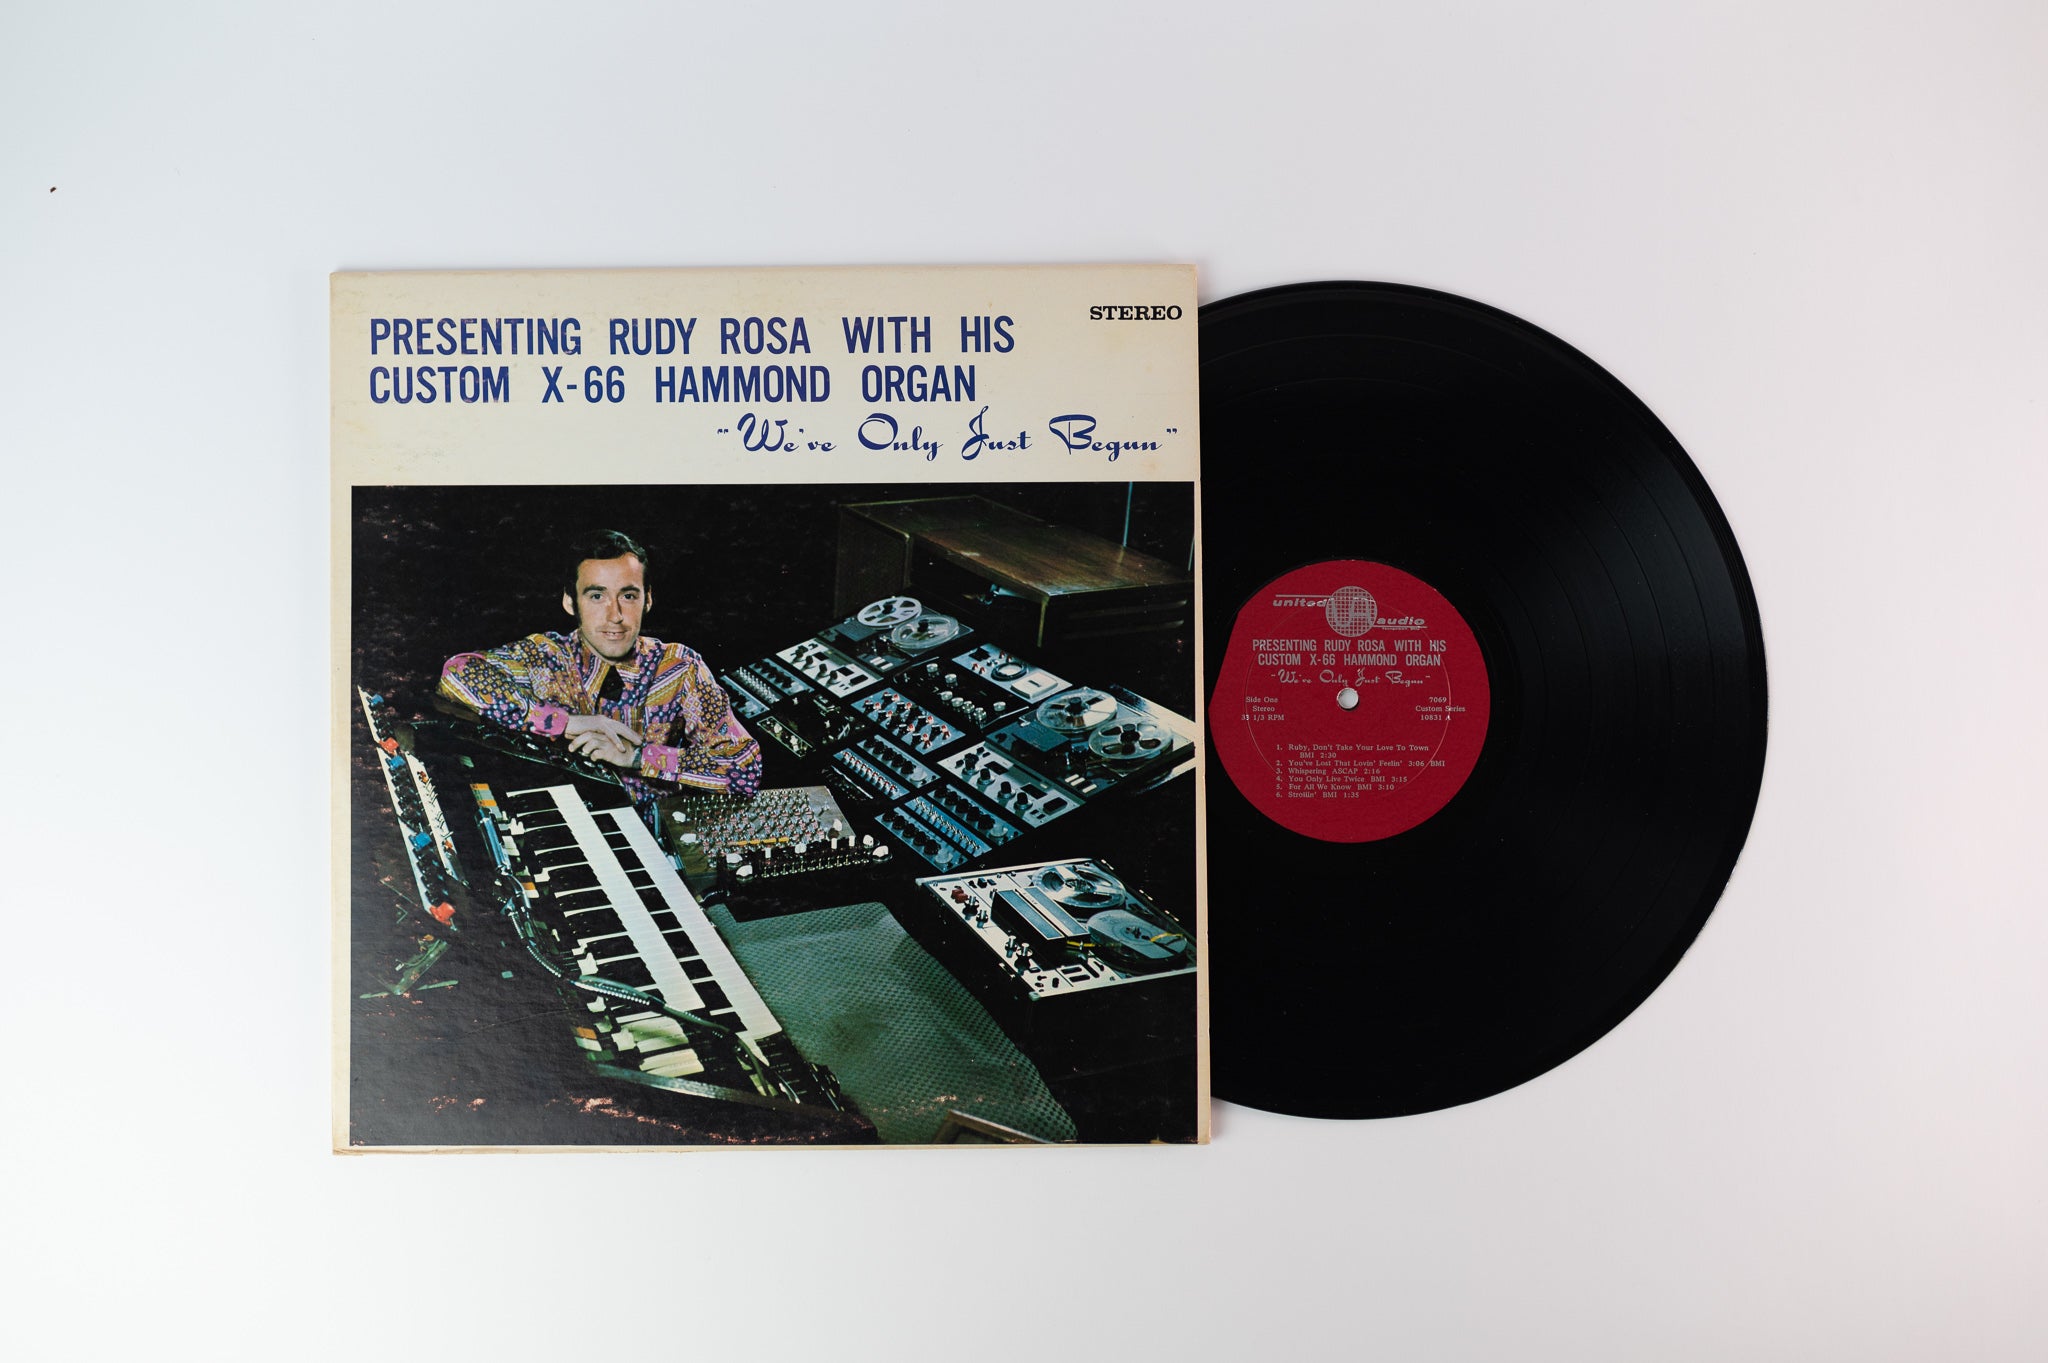 PRESENTING RUDY ROSA WITH HIS
CUSTOM X-66 HAMMOND ORGAN
"We've Only Just Begun"
STEREO
united audio
PRESENTING RUDY ROSA WITH HIS
CUSTOM X-66 HAMMOND ORGAN
"We've Only Just Begun"
Side One
Stereo
33 1/3 RPM
7069
Custom Series
10831 A
1. Ruby, Don't Take Your Love To Town
BMI 2:30
2. You've Lost That Lovin' Feelin' 3:06 BMI
3. Whispering ASCAP 2:16
4. You Only Live Twice BMI 3:15
5. For All We Know BMI 3:10
6. Strollin' BMI 1:35